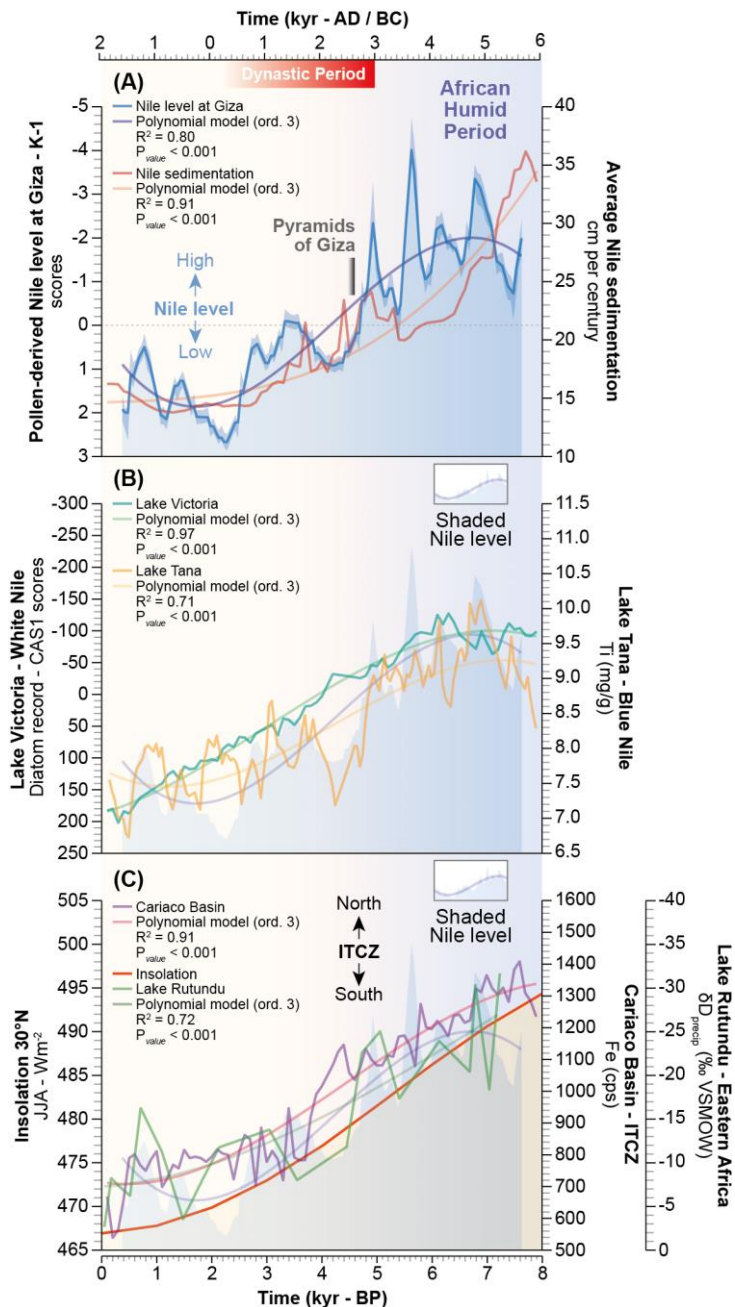 Time (kyr - AD / BC)
2 1 0 1 2 3 4 5 6
Dynastic Period
(A)
African
Humid
Period
Nile level at Giza
Polynomial model (ord. 3)
R² = 0.80
Pvalue < 0.001
Nile sedimentation
Polynomial model (ord. 3)
R² = 0.91
Pvalue < 0.001
Pyramids
of Giza
High
Nile level
Low
Pollen-derived Nile level at Giza - K-1
scores
-5
-4
-3
-2
-1
0
1
2
3
40
35
30
25
20
15
10
Average Nile sedimentation
cm per century
(B)
Lake Victoria
Polynomial model (ord. 3)
R² = 0.97
Pvalue < 0.001
Lake Tana
Polynomial model (ord. 3)
R² = 0.71
Pvalue < 0.001
Shaded
Nile level
Lake Victoria - White Nile
Diatom record - CAS1 scores
-300
-250
-200
-150
-100
-50
0
50
100
150
200
250
11.5
11.0
10.5
10.0
9.5
9.0
8.5
8.0
7.5
7.0
6.5
Lake Tana - Blue Nile
Ti (mg/g)
(C)
Cariaco Basin
Polynomial model (ord. 3)
R² = 0.91
Pvalue < 0.001
Insolation
Lake Rutundu
Polynomial model (ord. 3)
R² = 0.72
Pvalue < 0.001
North
ITCZ
South
Shaded
Nile level
Insolation 30°N
JJA - Wm-2
505
500
495
490
485
480
475
470
465
1600
1500
1400
1300
1200
1100
1000
900
800
700
600
500
Cariaco Basin - ITCZ
Fe (cps)
-40
-35
-30
-25
-20
-15
-10
-5
0
Lake Rutundu - Eastern Africa
δDprecip (‰ VSMOW)
0 1 2 3 4 5 6 7 8
Time (kyr - BP)